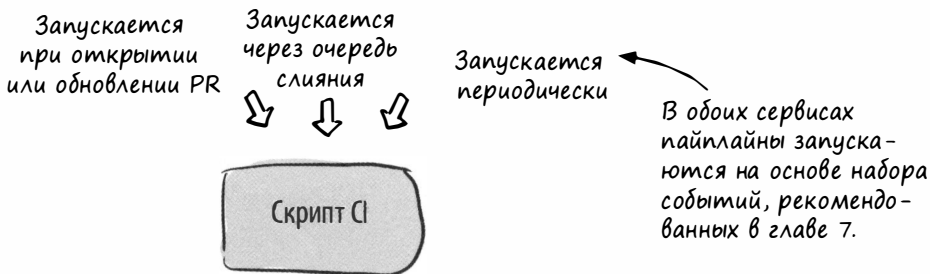 Запускается
при открытии
или обновлении PR
Запускается
через очередь
слияния
Запускается
периодически
В обоих сервисах
пайплайны запуска-
ются на основе набора
событий, рекомендо-
ванных в главе 7.
Скрипт CI